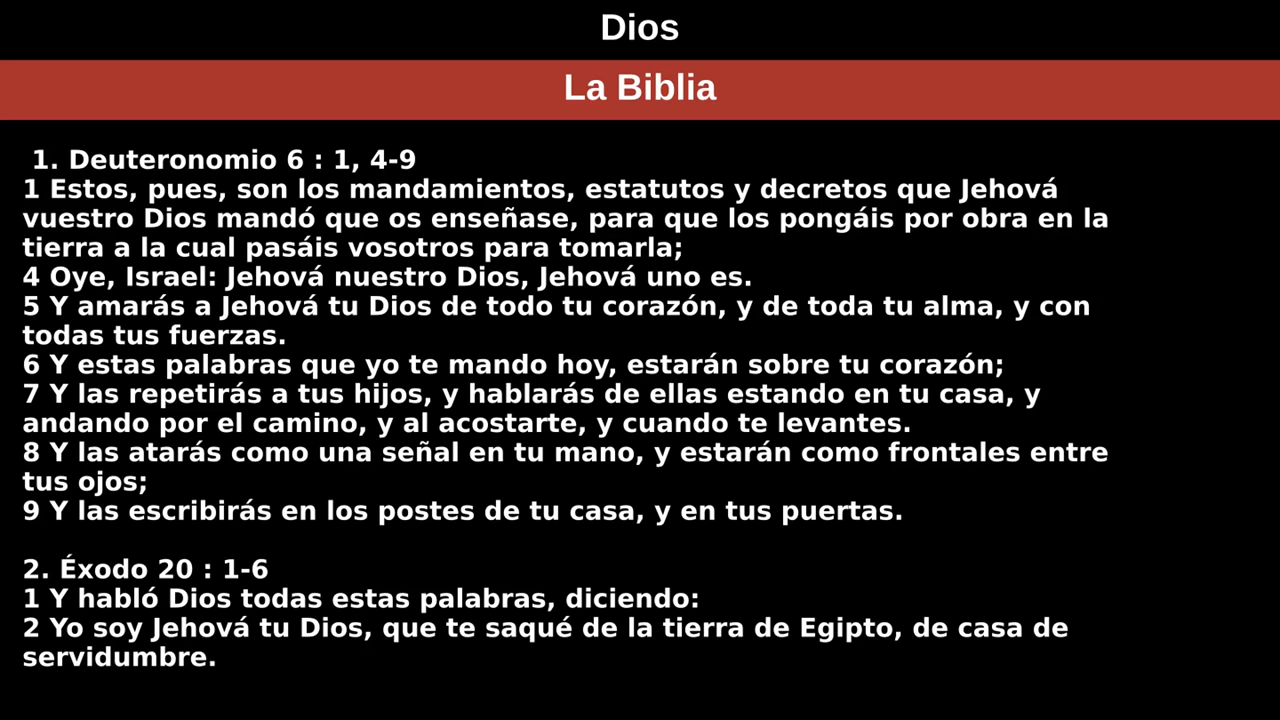 Dios
La Biblia
1. Deuteronomio 6 : 1, 4-9
1 Estos, pues, son los mandamientos, estatutos y decretos que Jehová
vuestro Dios mandó que os enseñase, para que los pongáis por obra en la
tierra a la cual pasáis vosotros para tomarla;
4 Oye, Israel: Jehová nuestro Dios, Jehová uno es.
5 Y amarás a Jehová tu Dios de todo tu corazón, y de toda tu alma, y con
todas tus fuerzas.
6 Y estas palabras que yo te mando hoy, estarán sobre tu corazón;
7 Y las repetirás a tus hijos, y hablarás de ellas estando en tu casa, y
andando por el camino, y al acostarte, y cuando te levantes.
8 Y las atarás como una señal en tu mano, y estarán como frontales entre
tus ojos;
9 Y las escribirás en los postes de tu casa, y en tus puertas.
2. Éxodo 20 : 1-6
1 Y habló Dios todas estas palabras, diciendo:
2 Yo soy Jehová tu Dios, que te saqué de la tierra de Egipto, de casa de
servidumbre.